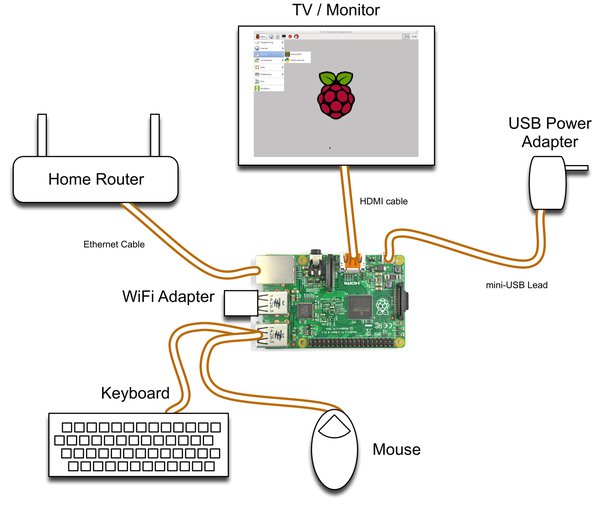 TV / Monitor
USB Power
Adapter
Home Router
HDMI cable
Ethernet Cable
mini-USB Lead
WiFi Adapter
Keyboard
Mouse